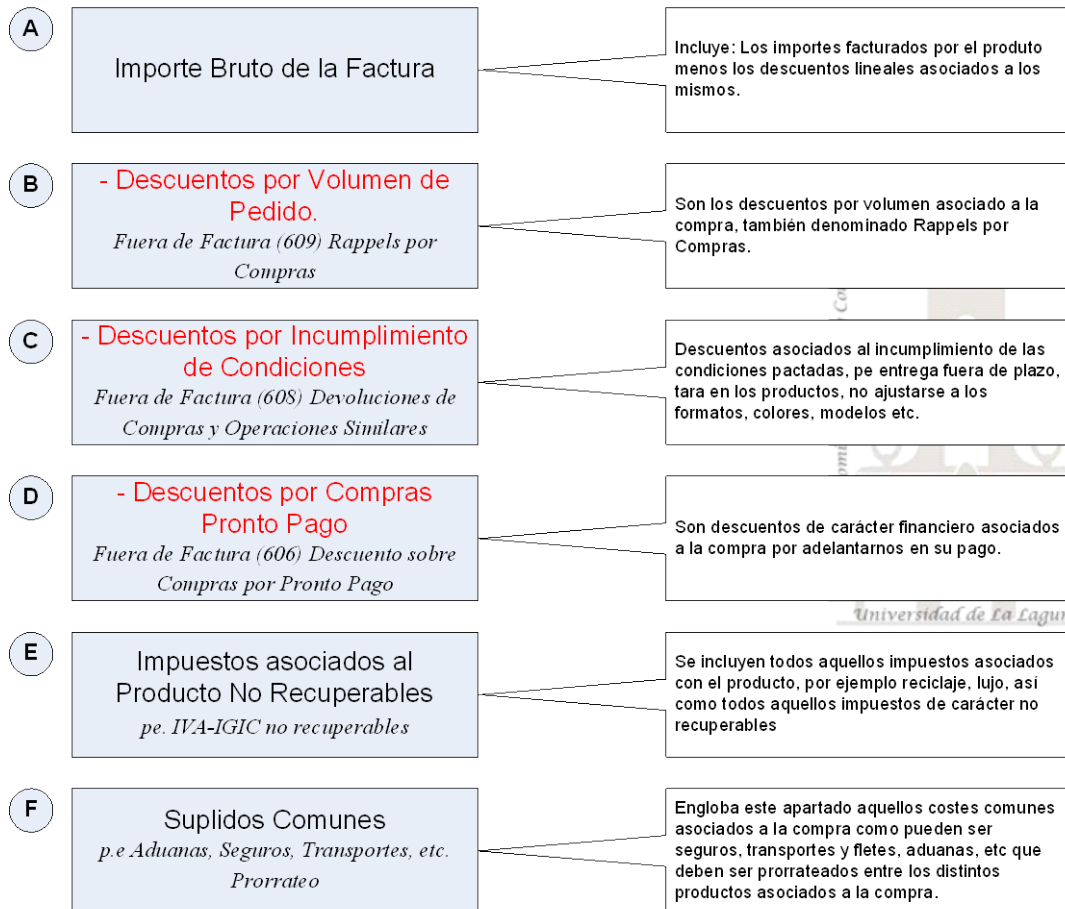 A
Importe Bruto de la Factura
Incluye: Los importes facturados por el produto
menos los descuentos lineales asociados a los
mismos.
B
- Descuentos por Volumen de
Pedido.
Fuera de Factura (609) Rappels por
Compras
Son los descuentos por volumen asociado a la
compra, también denominado Rappels por
Compras.
C
- Descuentos por Incumplimiento
de Condiciones
Fuera de Factura (608) Devoluciones de
Compras y Operaciones Similares
Descuentos asociados al incumplimiento de las
condiciones pactadas, pe entrega fuera de plazo,
tara en los productos, no ajustarse a los
formatos, colores, modelos etc.
D
- Descuentos por Compras
Pronto Pago
Fuera de Factura (606) Descuento sobre
Compras por Pronto Pago
Son descuentos de carácter financiero asociados
a la compra por adelantarnos en su pago.
Universidad de La
E
Impuestos asociados al
Producto No Recuperables
pe. IVA-IGIC no recuperables
Se incluyen todos aquellos impuestos asociados
con el producto, por ejemplo reciclaje, lujo, así
como todos aquellos impuestos de carácter no
recuperables
F
Suplidos Comunes
p.e Aduanas, Seguros, Transportes, etc.
Prorrateo
Engloba este apartado aquellos costes comunes
asociados a la compra como pueden ser
seguros, transportes y fletes, aduanas, etc que
deben ser prorrateados entre los distintos
productos asociados a la compra.